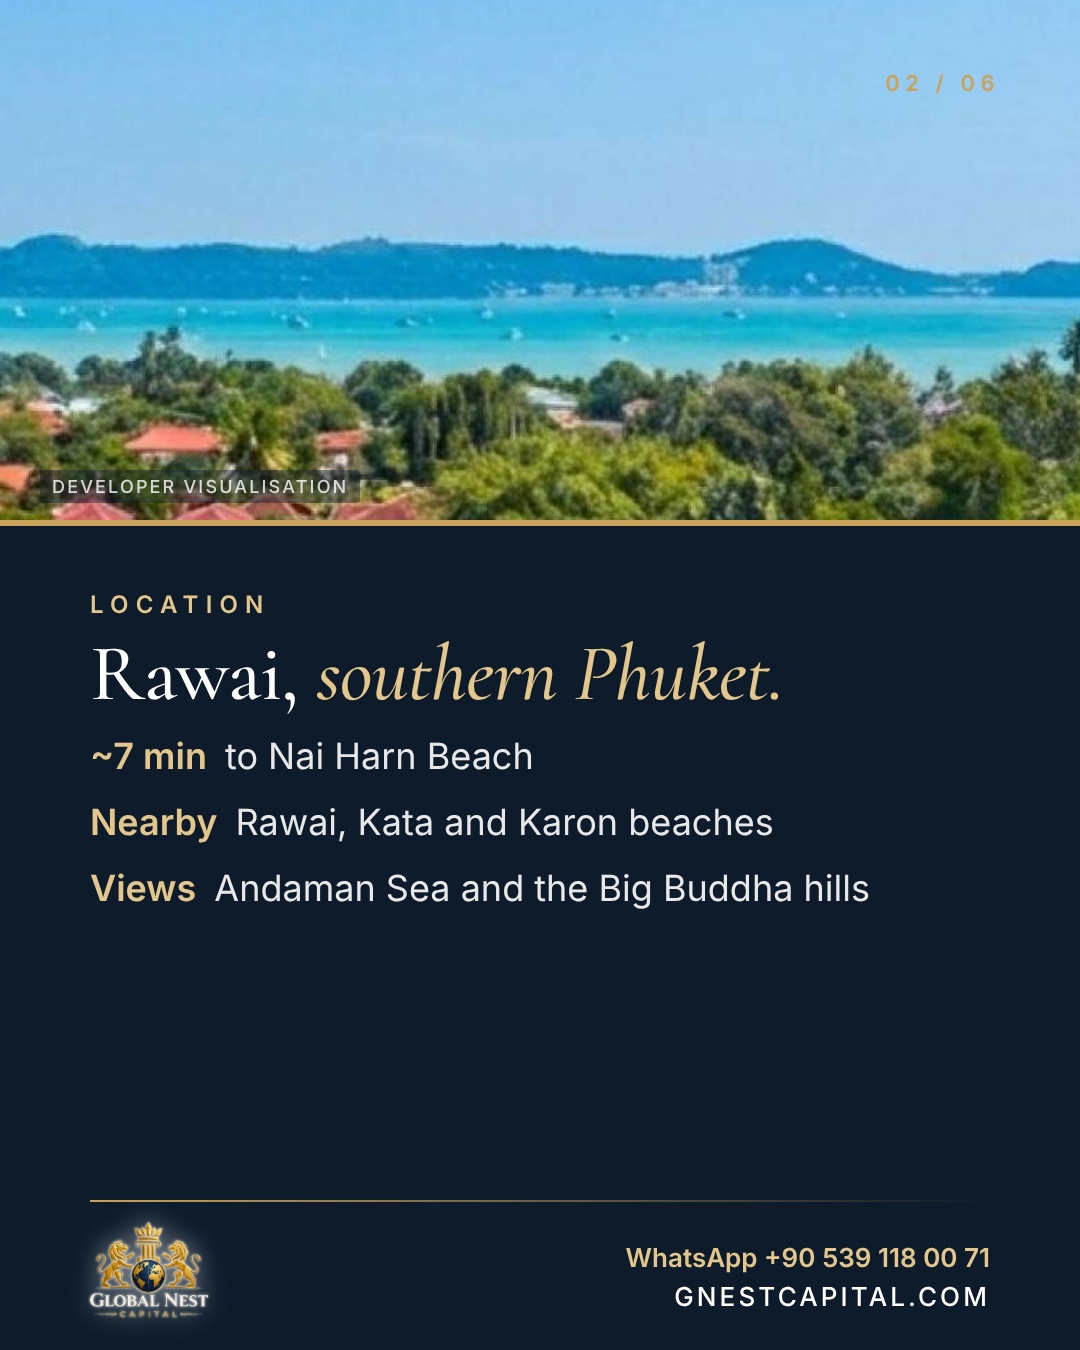 02 / 06
DEVELOPER VISUALISATION
LOCATION
Rawai, southern Phuket.
~7 min to Nai Harn Beach
Nearby Rawai, Kata and Karon beaches
Views Andaman Sea and the Big Buddha hills
GLOBAL NEST
CAPITAL
WhatsApp +90 539 118 00 71
GNESTCAPITAL.COM